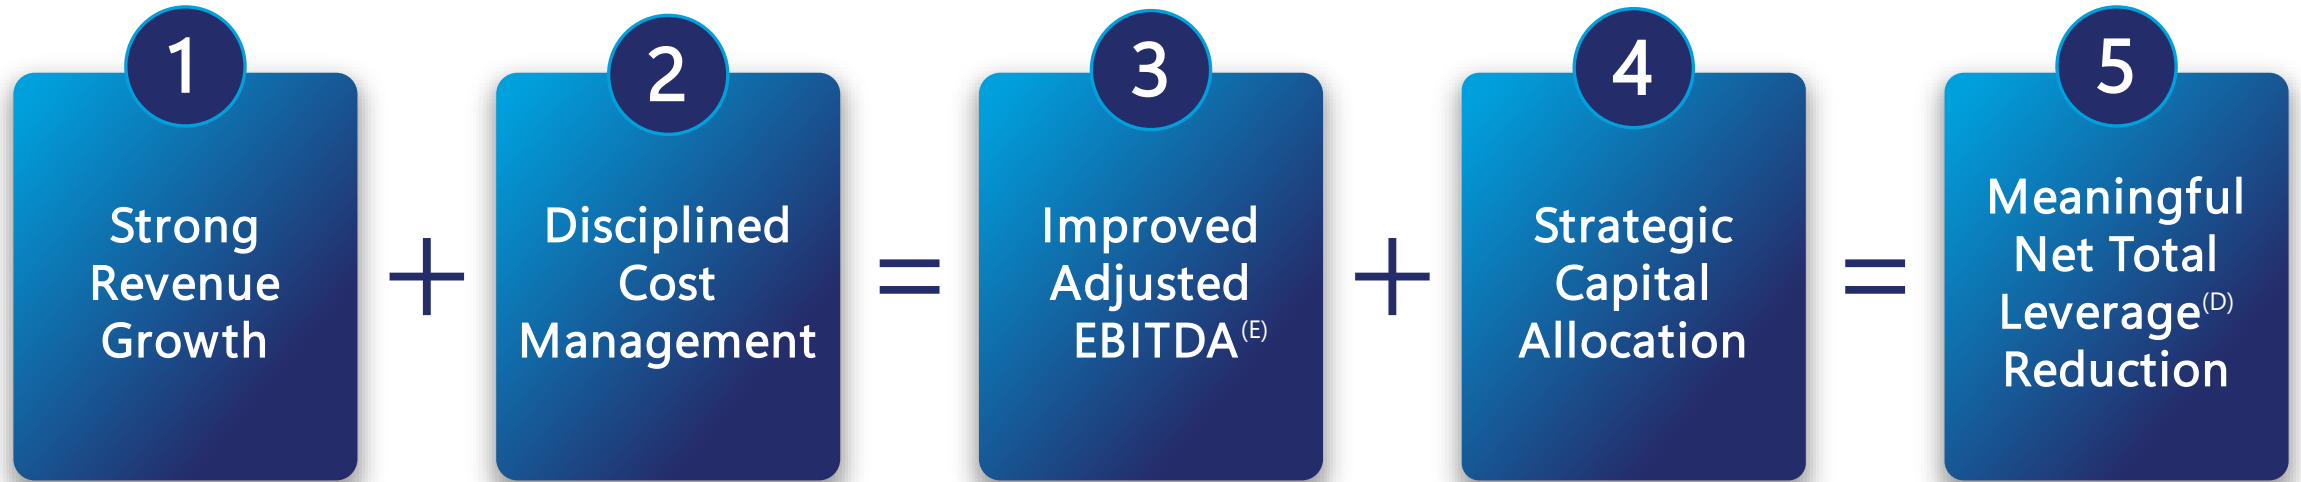 1
Strong
Revenue
Growth
+
2
Disciplined
Cost
Management
=
3
Improved
Adjusted
EBITDA(E)
+
4
Strategic
Capital
Allocation
=
5
Meaningful
Net Total
Leverage(D)
Reduction